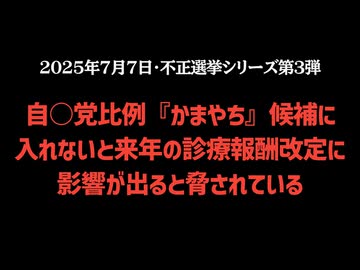 2025年7月7日・不正選挙シリーズ第3弾
自○党比例『かまやち』候補に
入れないと来年の診療報酬改定に
影響が出ると脅されている